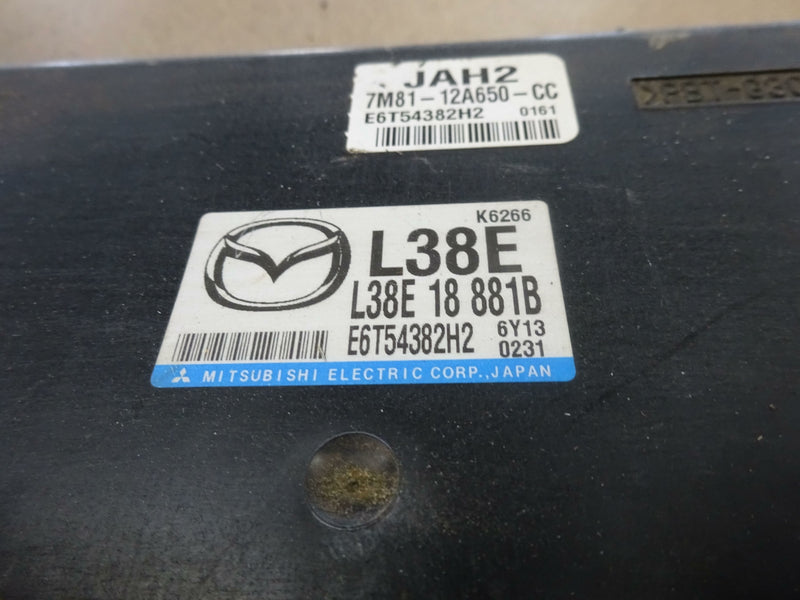 JAH2
7M81-12A650-CC
E6T54382H2 0161
K6266
L38E
L38E 18 881B
E6T54382H2 6Y13
0231
MITSUBISHI ELECTRIC CORP.,JAPAN